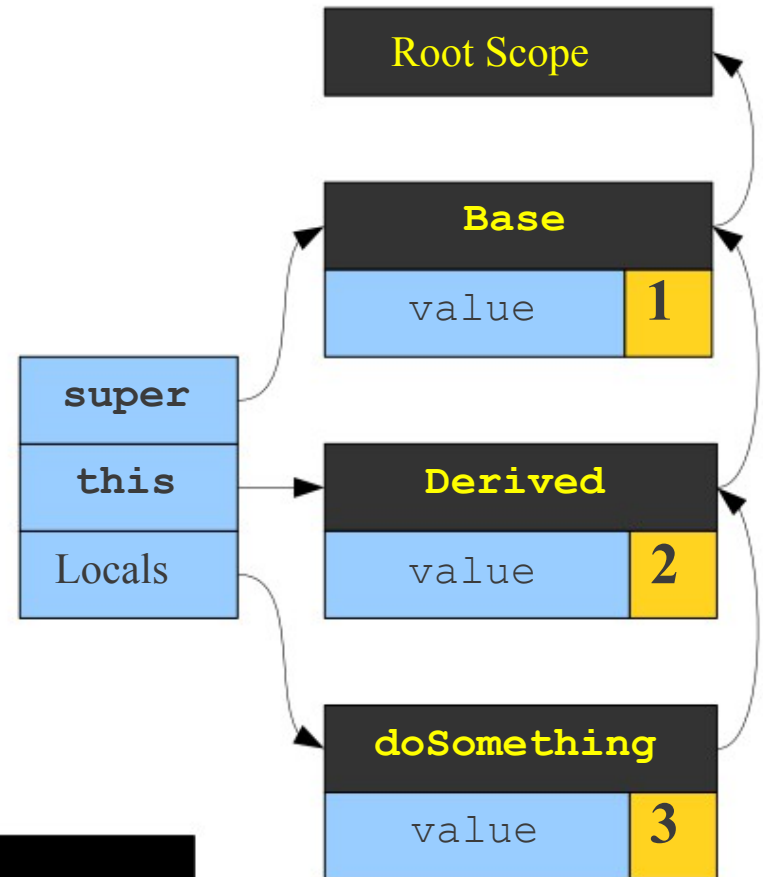 Root Scope
Base
value 1
super
this
Locals
Derived
value 2
doSomething
value 3